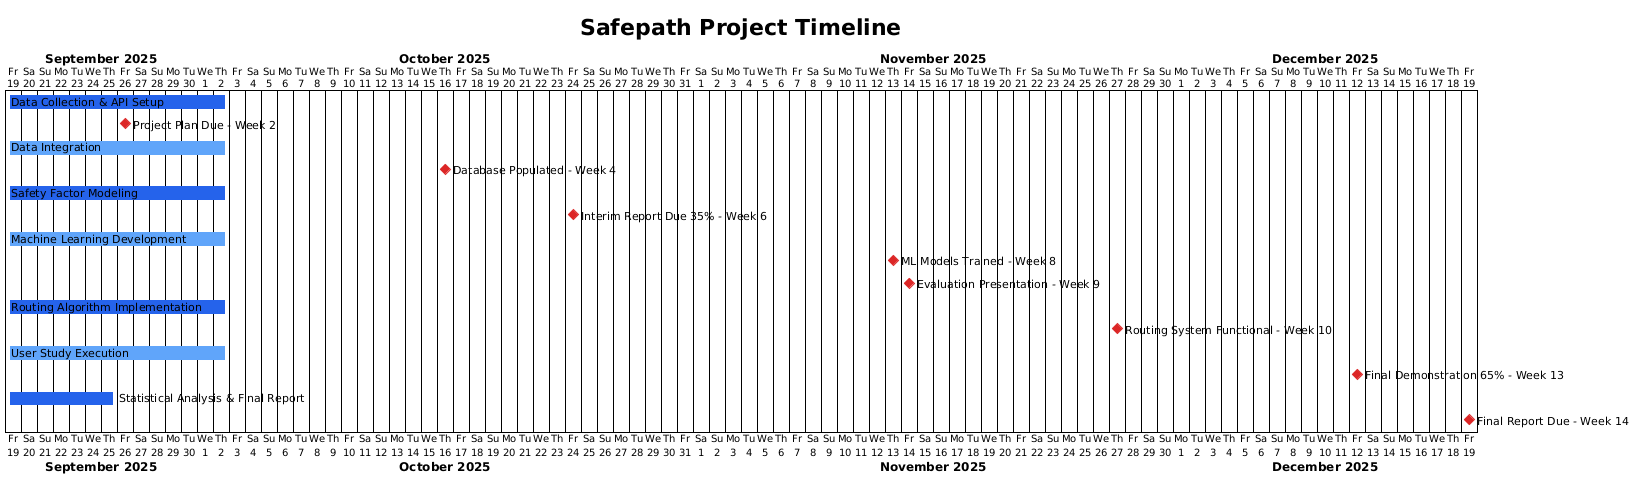 Safepath Project Timeline
September 2025 October 2025 November 2025 December 2025
Fr Sa Su Mo Tu We Th Fr Sa Su Mo Tu We Th Fr Sa Su Mo Tu We Th Fr Sa Su Mo Tu We Th Fr Sa Su Mo Tu We Th Fr Sa Su Mo Tu We Th Fr Sa Su Mo Tu We Th Fr Sa Su Mo Tu We Th Fr Sa Su Mo Tu We Th Fr Sa Su Mo Tu We Th Fr Sa Su Mo Tu We Th Fr Sa Su Mo Tu We Th Fr Sa Su Mo Tu We Th Fr
19 20 21 22 23 24 25 26 27 28 29 30 1 2 3 4 5 6 7 8 9 10 11 12 13 14 15 16 17 18 19 20 21 22 23 24 25 26 27 28 29 30 31 1 2 3 4 5 6 7 8 9 10 11 12 13 14 15 16 17 18 19 20 21 22 23 24 25 26 27 28 29 30 1 2 3 4 5 6 7 8 9 10 11 12 13 14 15 16 17 18 19
Data Collection & API Setup
Project Plan Due - Week 2
Data Integration
Database Populated - Week 4
Safety Factor Modeling
Interim Report Due 35% - Week 6
Machine Learning Development
ML Models Trained - Week 8
Evaluation Presentation - Week 9
Routing Algorithm Implementation
Routing System Functional - Week 10
User Study Execution
Final Demonstration 65% - Week 13
Statistical Analysis & Final Report
Final Report Due - Week 14
Fr Sa Su Mo Tu We Th Fr Sa Su Mo Tu We Th Fr Sa Su Mo Tu We Th Fr Sa Su Mo Tu We Th Fr Sa Su Mo Tu We Th Fr Sa Su Mo Tu We Th Fr Sa Su Mo Tu We Th Fr Sa Su Mo Tu We Th Fr Sa Su Mo Tu We Th Fr Sa Su Mo Tu We Th Fr Sa Su Mo Tu We Th Fr Sa Su Mo Tu We Th Fr Sa Su Mo Tu We Th Fr
19 20 21 22 23 24 25 26 27 28 29 30 1 2 3 4 5 6 7 8 9 10 11 12 13 14 15 16 17 18 19 20 21 22 23 24 25 26 27 28 29 30 31 1 2 3 4 5 6 7 8 9 10 11 12 13 14 15 16 17 18 19 20 21 22 23 24 25 26 27 28 29 30 1 2 3 4 5 6 7 8 9 10 11 12 13 14 15 16 17 18 19
September 2025 October 2025 November 2025 December 2025